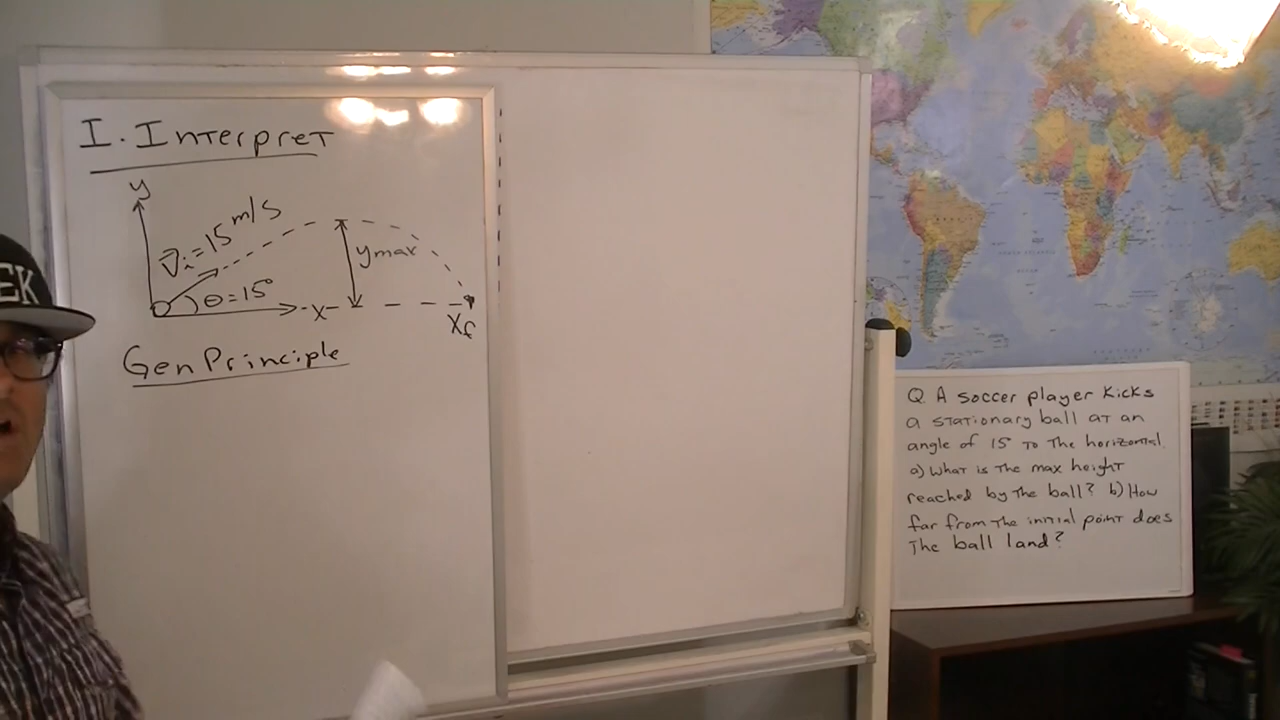 I. Interpret
y
v⃗i = 15 m/s
ymax
θ = 15°
x
xf
Gen Principle
EK
Q A soccer player kicks
a stationary ball at an
angle of 15° to the horizontal.
a) What is the max height
reached by the ball? b) How
far from the initial point does
the ball land?